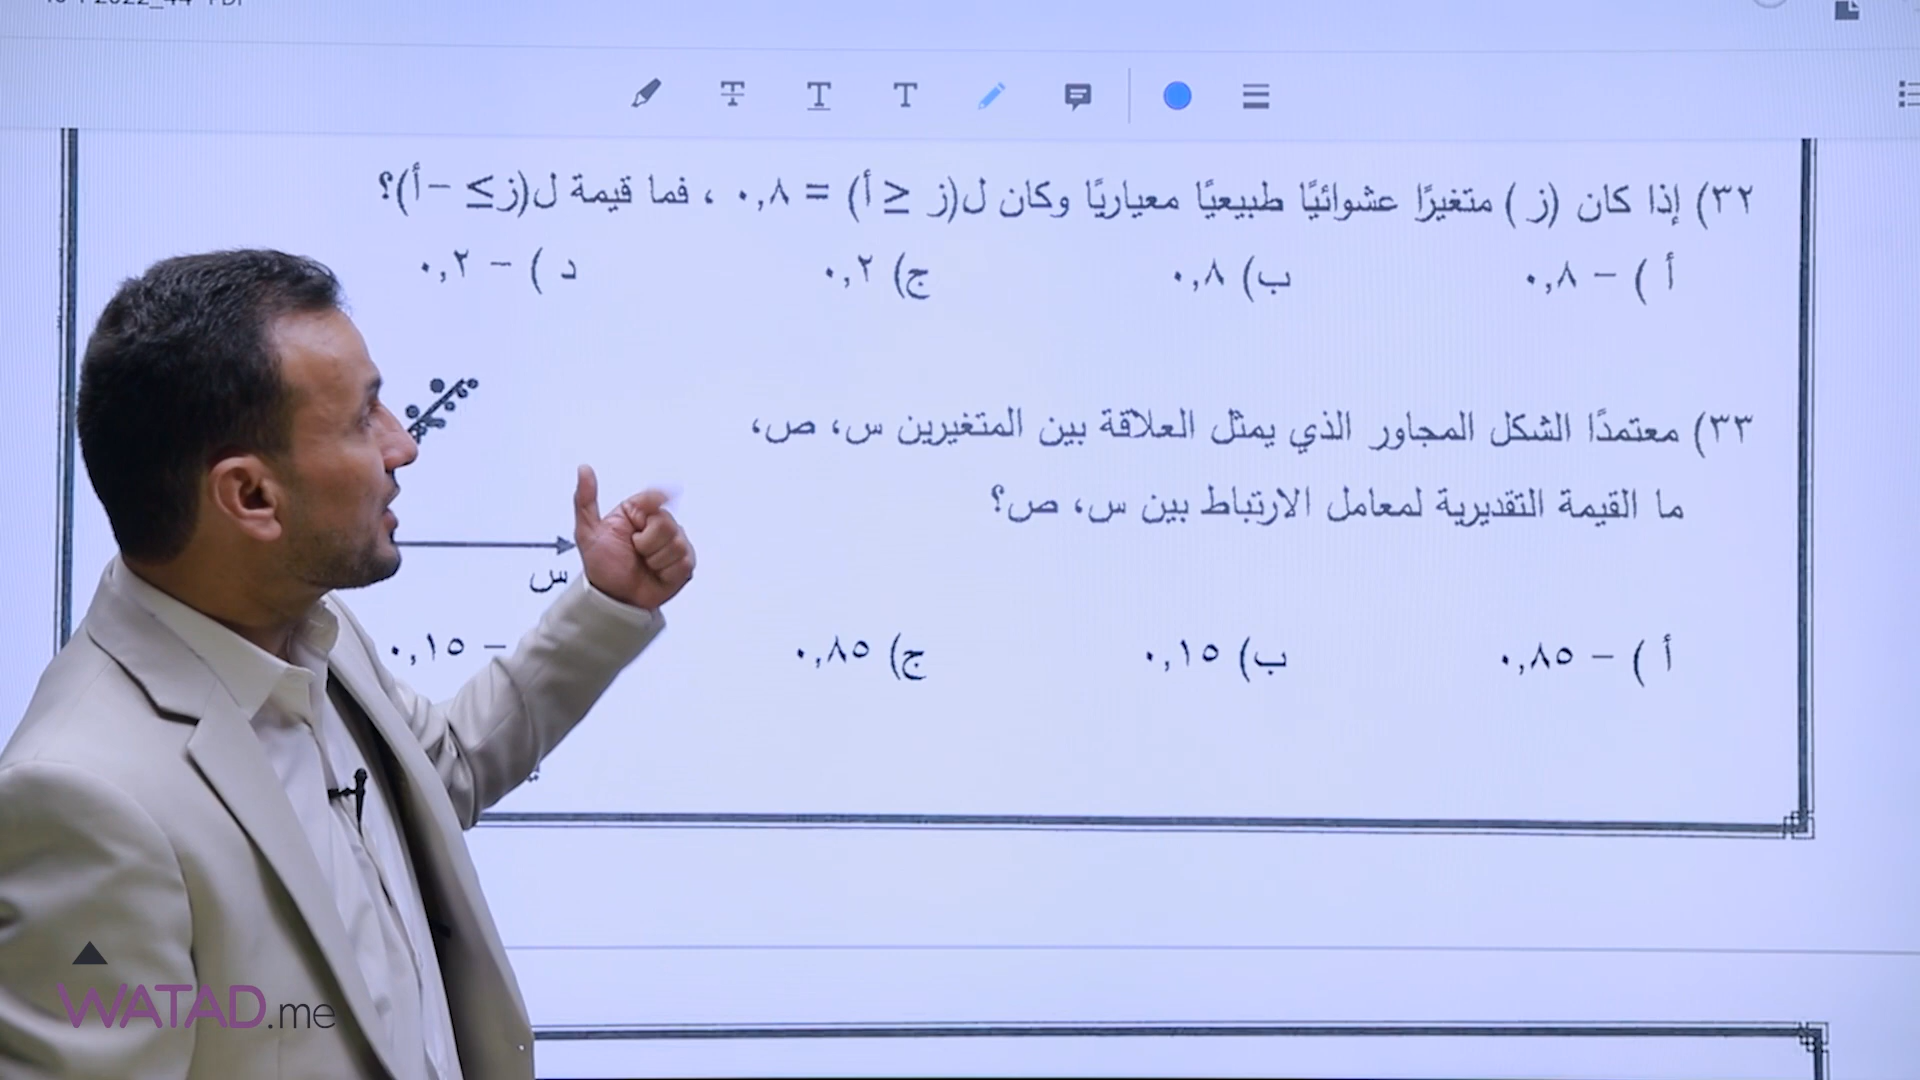 ٣٢) إذا كان (ز) متغيرًا عشوائيًا طبيعيًا معياريًا وكان ل(ز ≤ أ) = ٠,٨ ، فما قيمة ل(ز ≥ −أ)؟
أ ) − ٠,٨ ب) ٠,٨ ج) ٠,٢ د ) − ٠,٢
٣٣) معتمدًا الشكل المجاور الذي يمثل العلاقة بين المتغيرين س، ص،
ما القيمة التقديرية لمعامل الارتباط بين س، ص؟
س
أ ) − ٠,٨٥ ب) ٠,١٥ ج) ٠,٨٥ − ٠,١٥
WATAD.me